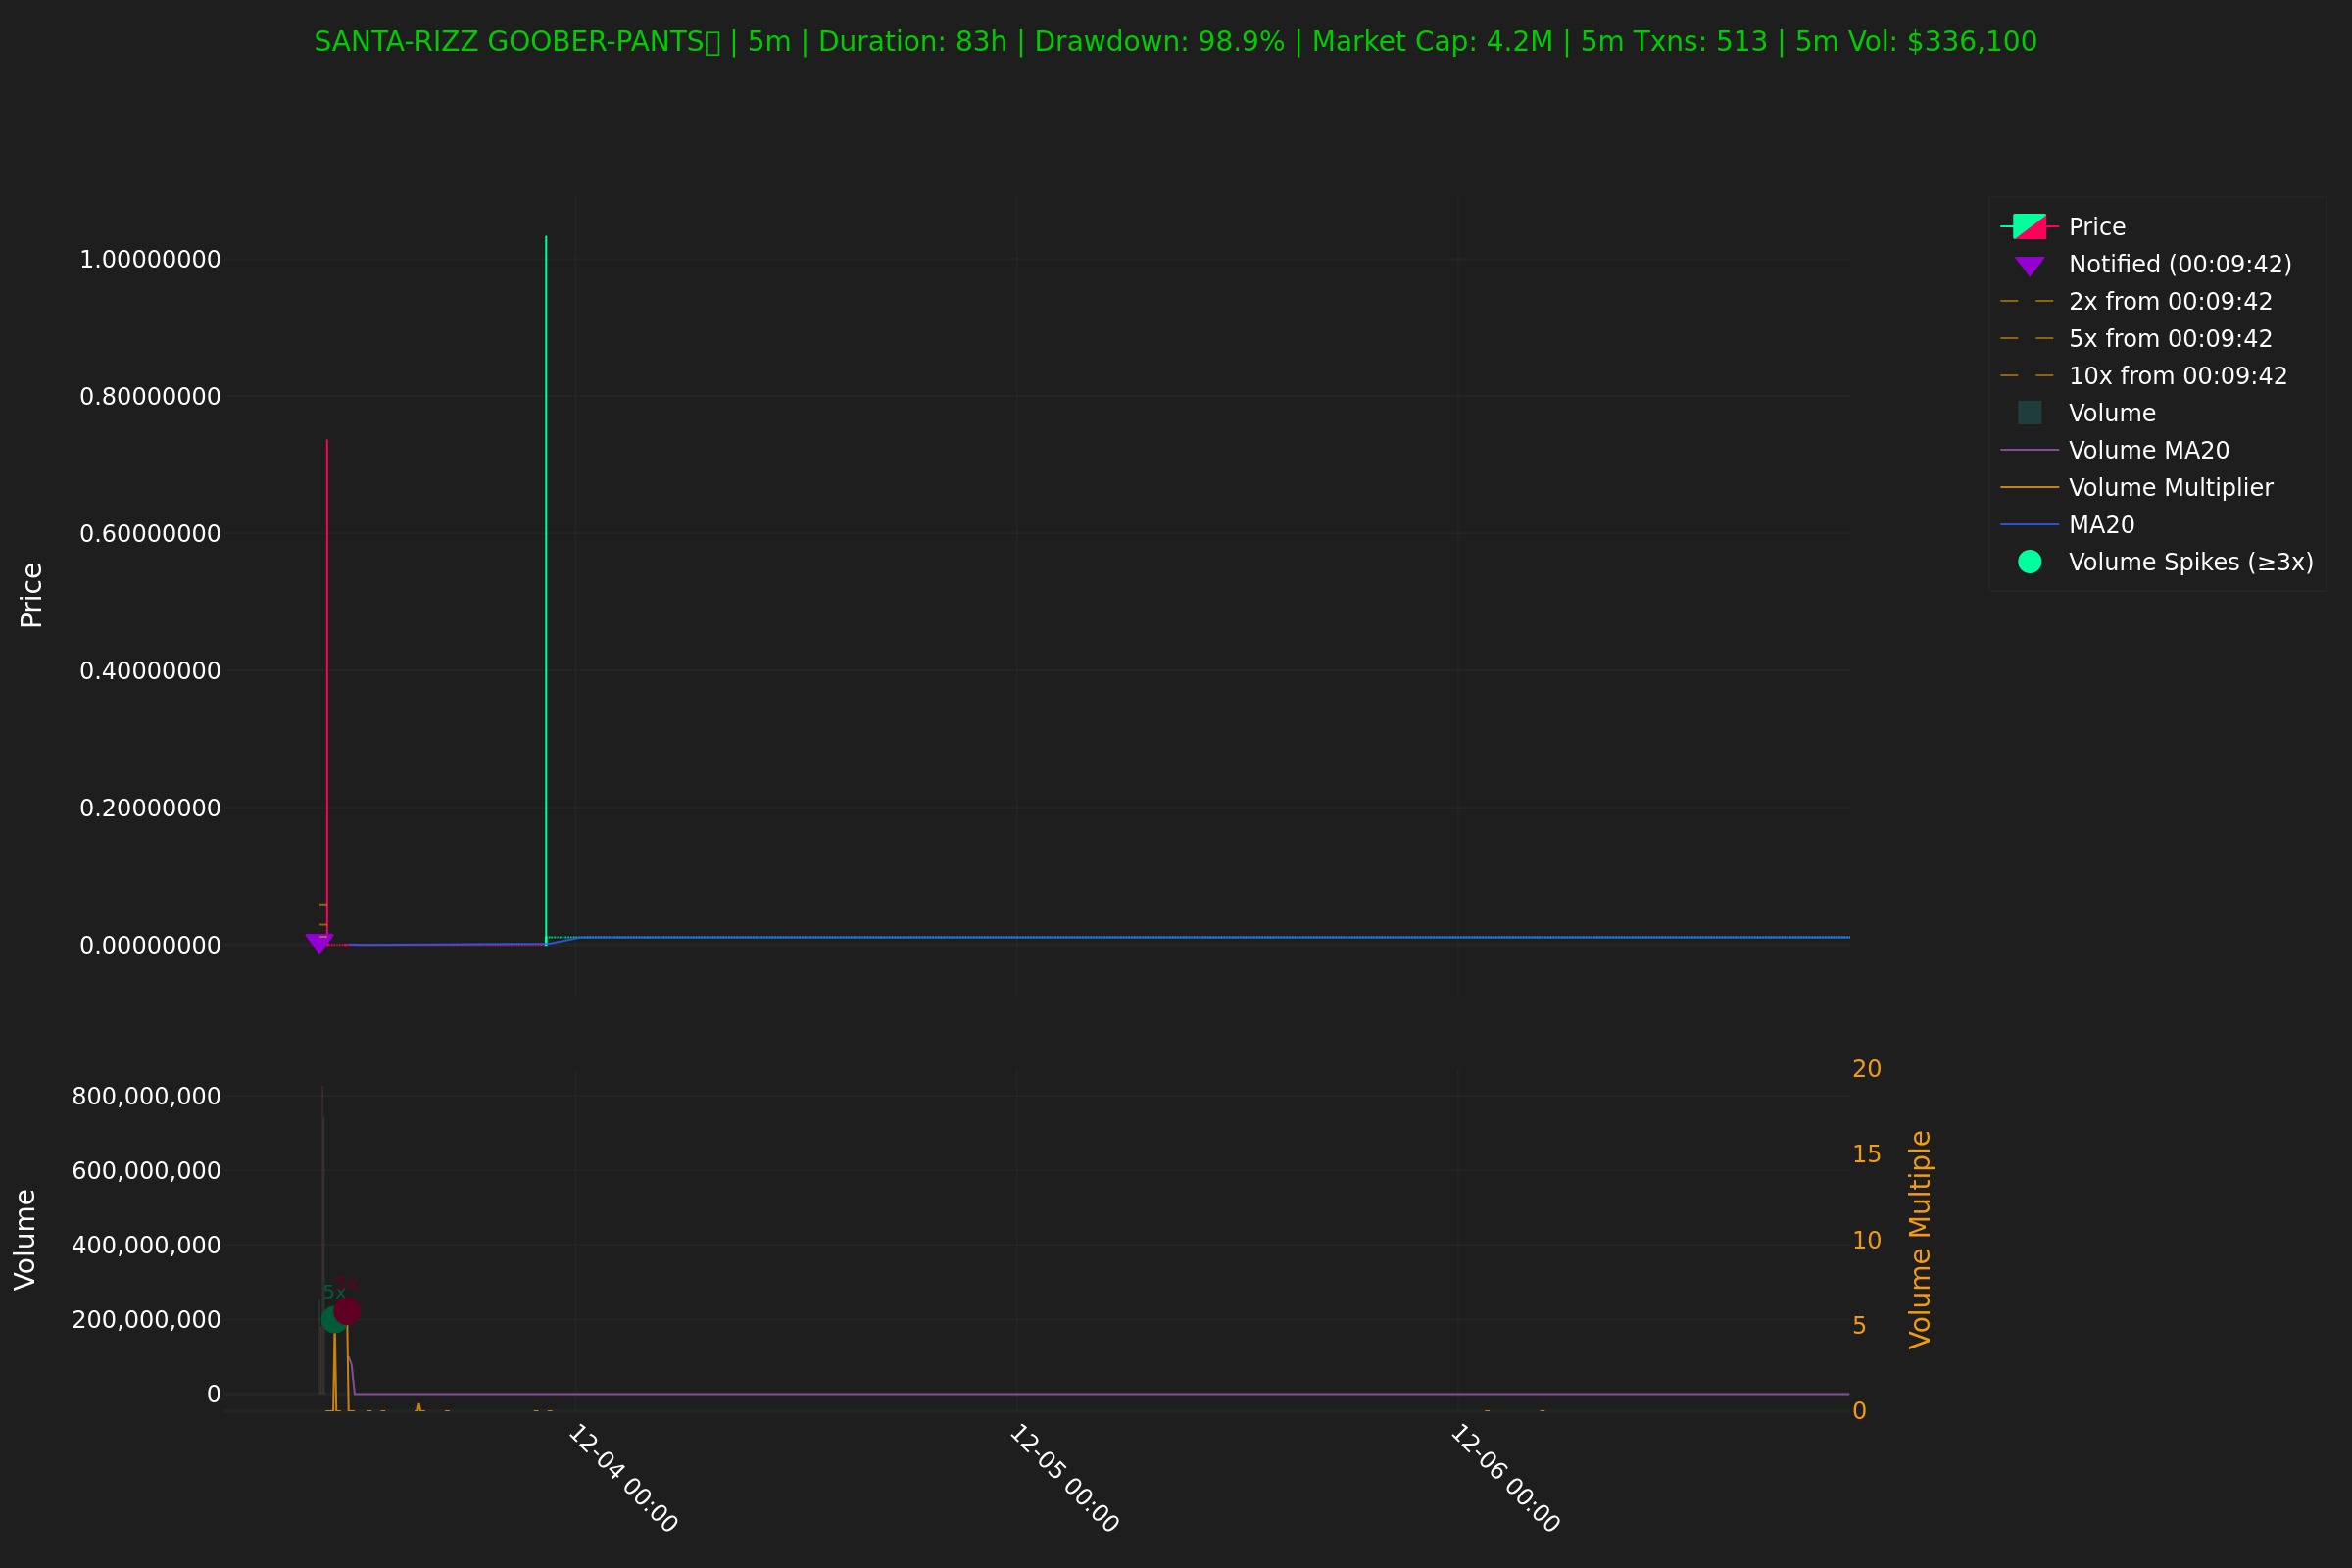 SANTA-RIZZ GOOBER-PANTS▯ | 5m | Duration: 83h | Drawdown: 98.9% | Market Cap: 4.2M | 5m Txns: 513 | 5m Vol: $336,100
Price
1.00000000
0.80000000
0.60000000
0.40000000
0.20000000
0.00000000
Price
Notified (00:09:42)
2x from 00:09:42
5x from 00:09:42
10x from 00:09:42
Volume
Volume MA20
Volume Multiplier
MA20
Volume Spikes (≥3x)
Volume
800,000,000
600,000,000
400,000,000
200,000,000
0
5x
5x
20
15
10
5
0
Volume Multiple
12-04 00:00
12-05 00:00
12-06 00:00